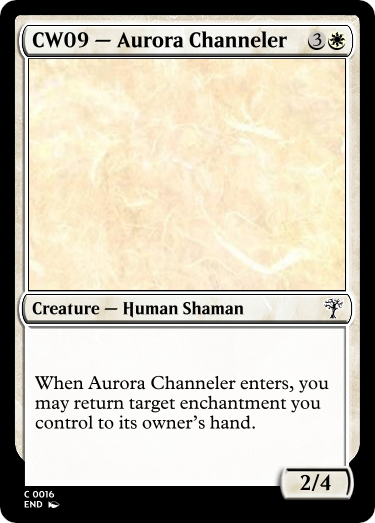 CW09 — Aurora Channeler 3
Creature — Human Shaman
When Aurora Channeler enters, you
may return target enchantment you
control to its owner's hand.
2/4
C 0016
END